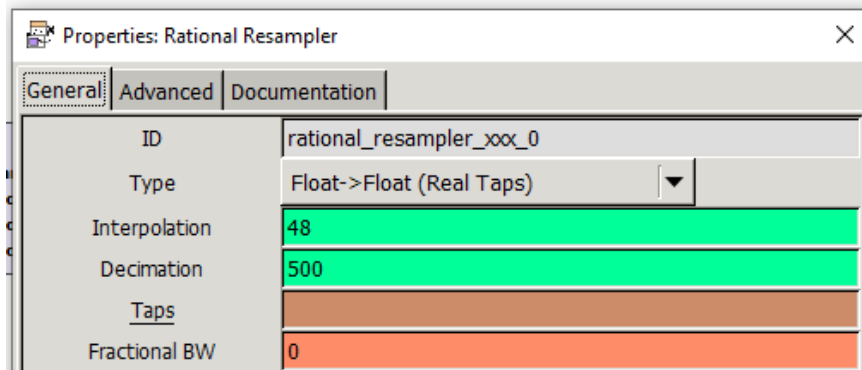 Properties: Rational Resampler
General Advanced Documentation
ID rational_resampler_xxx_0
Type Float->Float (Real Taps)
Interpolation 48
Decimation 500
Taps
Fractional BW 0